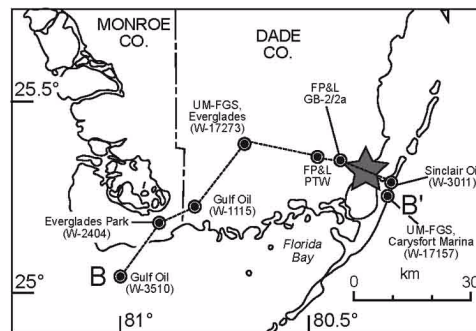 MONROE
CO.
DADE
CO.
25.5°
FP&L
GB-2/2a
UM-FGS,
Everglades
(W-17273)
FP&L
PTW
Sinclair Oil
(W-3011)
Gulf Oil
(W-1115)
Everglades Park
(W-2404)
B'
UM-FGS,
Carysfort Marina
(W-17157)
Florida
Bay
B
Gulf Oil
(W-3510)
25°
km
0 30
81°
80.5°